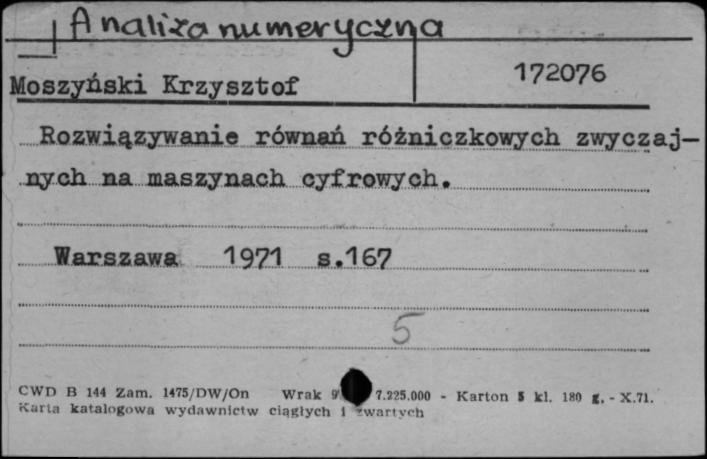 Analiza numeryczna
Moszyński Krzysztof 172076
Rozwiązywanie równań różniczkowych zwyczaj-
nych na maszynach cyfrowych.
Warszawa 1971 s.167
5
CWD B 144 Zam. 1475/DW/On Wrak 7.225.000 - Karton 5 kl. 180 g. - X.71.
Karta katalogowa wydawnictw ciągłych i zwartych